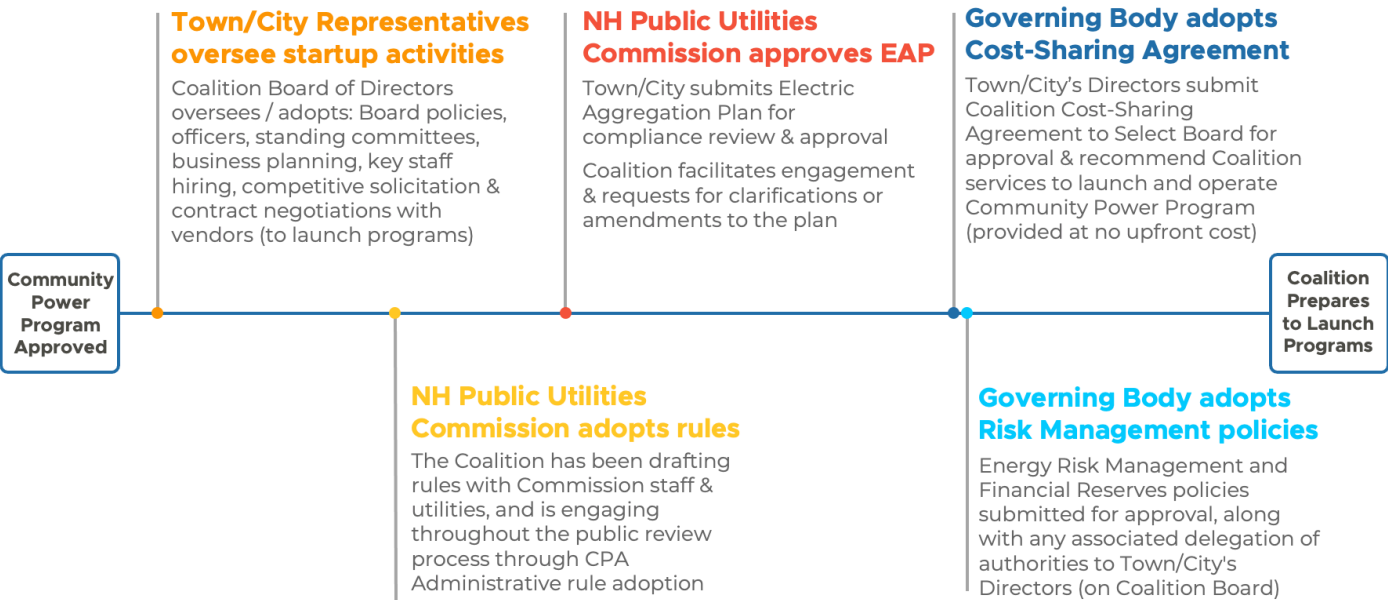 Town/City Representatives
oversee startup activities
Coalition Board of Directors
oversees / adopts: Board policies,
officers, standing committees,
business planning, key staff
hiring, competitive solicitation &
contract negotiations with
vendors (to launch programs)
NH Public Utilities
Commission approves EAP
Town/City submits Electric
Aggregation Plan for
compliance review & approval
Coalition facilitates engagement
& requests for clarifications or
amendments to the plan
Governing Body adopts
Cost-Sharing Agreement
Town/City’s Directors submit
Coalition Cost-Sharing
Agreement to Select Board for
approval & recommend Coalition
services to launch and operate
Community Power Program
(provided at no upfront cost)
Community
Power
Program
Approved
Coalition
Prepares
to Launch
Programs
NH Public Utilities
Commission adopts rules
The Coalition has been drafting
rules with Commission staff &
utilities, and is engaging
throughout the public review
process through CPA
Administrative rule adoption
Governing Body adopts
Risk Management policies
Energy Risk Management and
Financial Reserves policies
submitted for approval, along
with any associated delegation of
authorities to Town/City's
Directors (on Coalition Board)